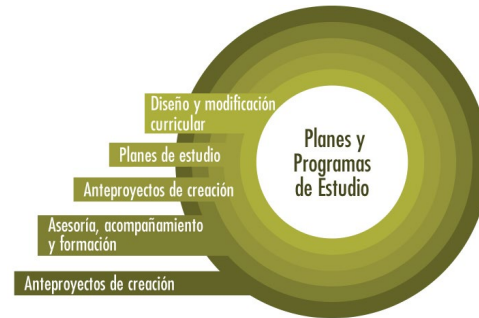 Diseño y modificación
curricular
Planes de estudio
Anteproyectos de creación
Asesoría, acompañamiento
y formación
Anteproyectos de creación
Planes y
Programas
de Estudio